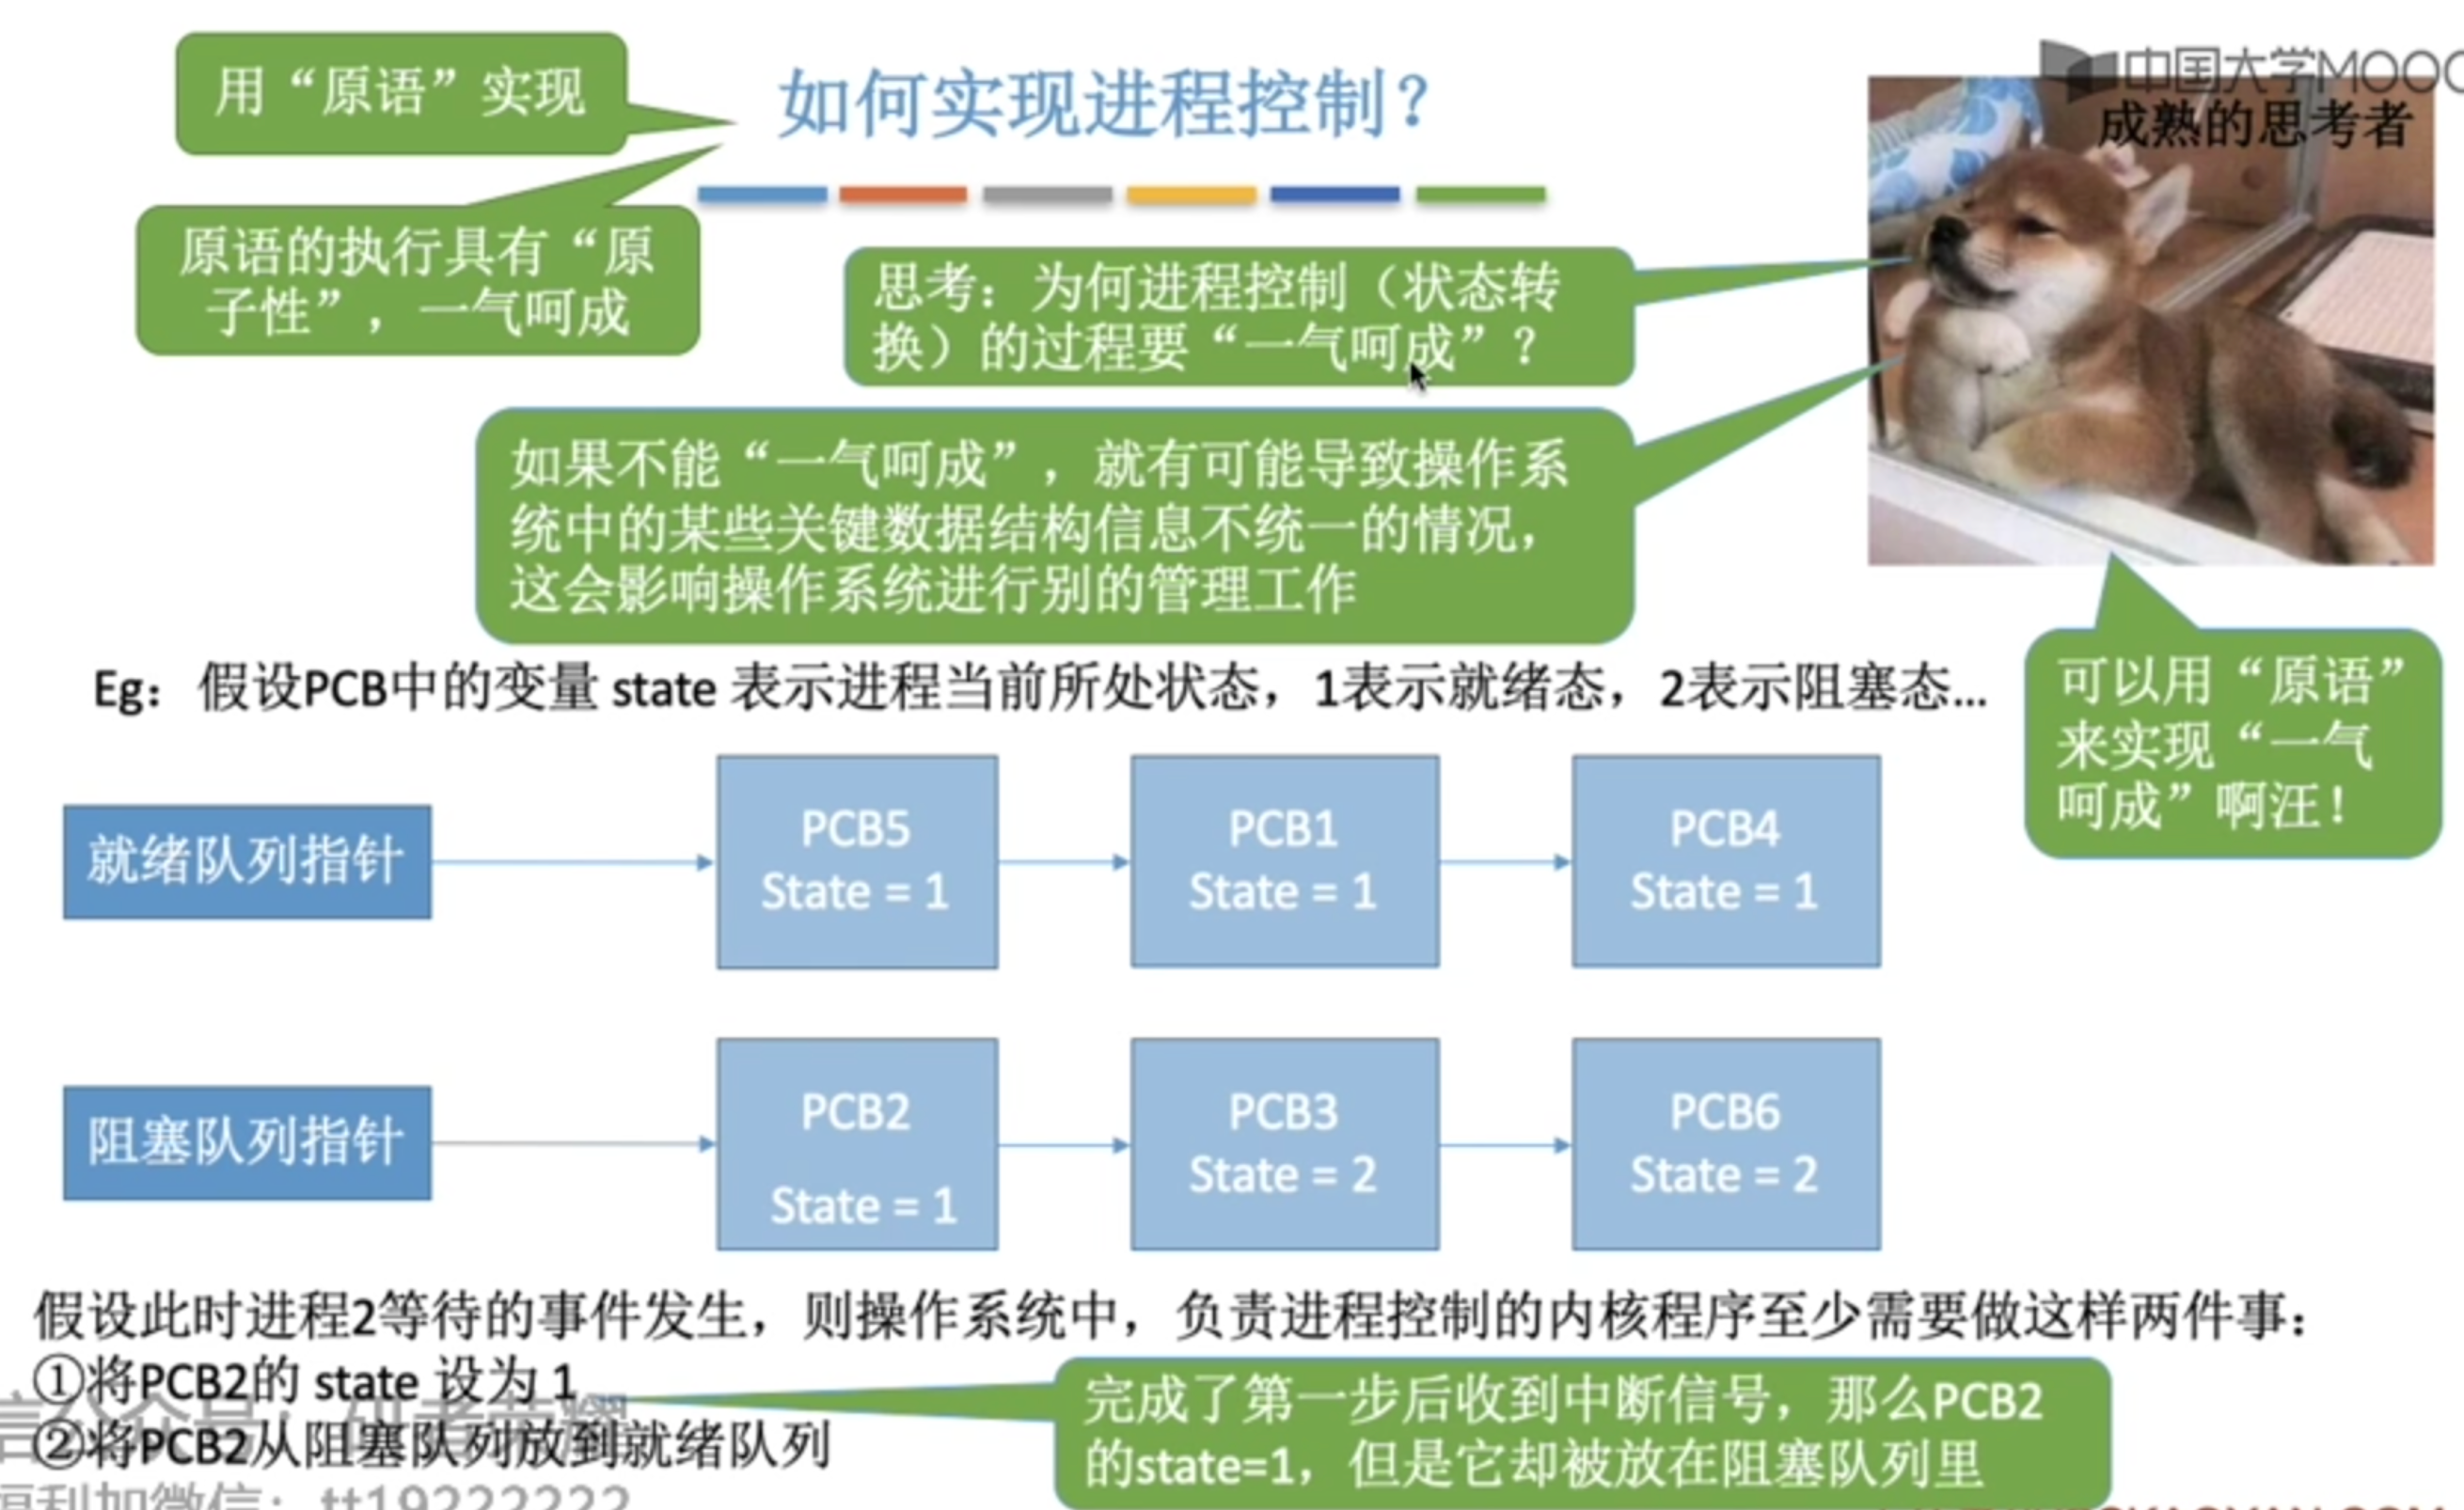 用“原语”实现
如何实现进程控制？
中国大学MOOC
成熟的思考者
原语的执行具有“原
子性”，一气呵成
思考：为何进程控制（状态转
换）的过程要“一气呵成”？
如果不能“一气呵成”，就有可能导致操作系
统中的某些关键数据结构信息不统一的情况，
这会影响操作系统进行别的管理工作
可以用“原语”
来实现“一气
呵成”啊汪！
Eg：假设PCB中的变量 state 表示进程当前所处状态，1表示就绪态，2表示阻塞态...
就绪队列指针
PCB5
State = 1
PCB1
State = 1
PCB4
State = 1
阻塞队列指针
PCB2
State = 1
PCB3
State = 2
PCB6
State = 2
假设此时进程2等待的事件发生，则操作系统中，负责进程控制的内核程序至少需要做这样两件事：
①将PCB2的 state 设为 1
②将PCB2从阻塞队列放到就绪队列
完成了第一步后收到中断信号，那么PCB2
的state=1，但是它却被放在阻塞队列里